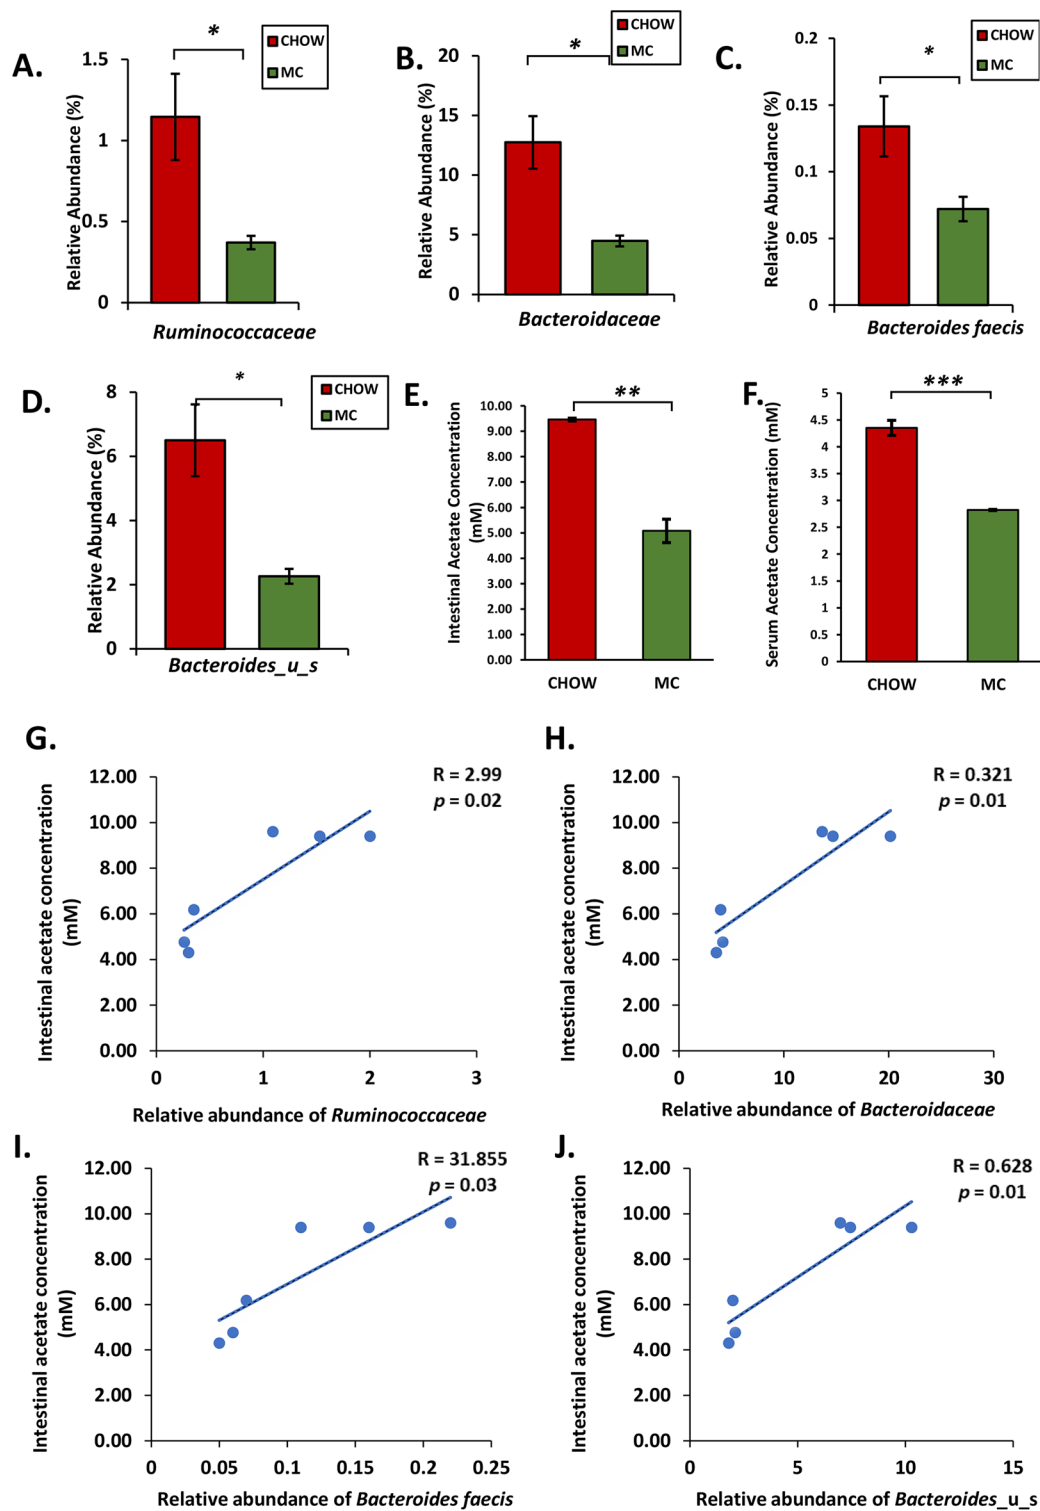 A.
*
CHOW
MC
Relative Abundance (%)
1.5
1
0.5
0
Ruminococcaceae
B.
*
CHOW
MC
Relative Abundance (%)
20
15
10
5
0
Bacteroidaceae
C.
*
CHOW
MC
Relative Abundance (%)
0.2
0.15
0.1
0.05
0
Bacteroides faecis
D.
*
CHOW
MC
Relative Abundance (%)
8
6
4
2
0
Bacteroides_u_s
E.
**
Intestinal Acetate Concentration
(mM)
10.00
9.00
8.00
7.00
6.00
5.00
4.00
3.00
2.00
1.00
0.00
CHOW MC
F.
***
Serum Acetate Concentration (mM)
5
4.5
4
3.5
3
2.5
2
1.5
1
0.5
0
CHOW MC
G.
R = 2.99
p = 0.02
Intestinal acetate concentration
(mM)
12.00
10.00
8.00
6.00
4.00
2.00
0.00
0 1 2 3
Relative abundance of Ruminococcaceae
H.
R = 0.321
p = 0.01
Intestinal acetate concentration
(mM)
12.00
10.00
8.00
6.00
4.00
2.00
0.00
0 10 20 30
Relative abundance of Bacteroidaceae
I.
R = 31.855
p = 0.03
Intestinal acetate concentration
(mM)
12.00
10.00
8.00
6.00
4.00
2.00
0.00
0 0.05 0.1 0.15 0.2 0.25
Relative abundance of Bacteroides faecis
J.
R = 0.628
p = 0.01
Intestinal acetate concentration
(mM)
12.00
10.00
8.00
6.00
4.00
2.00
0.00
0 5 10 15
Relative abundance of Bacteroides_u_s